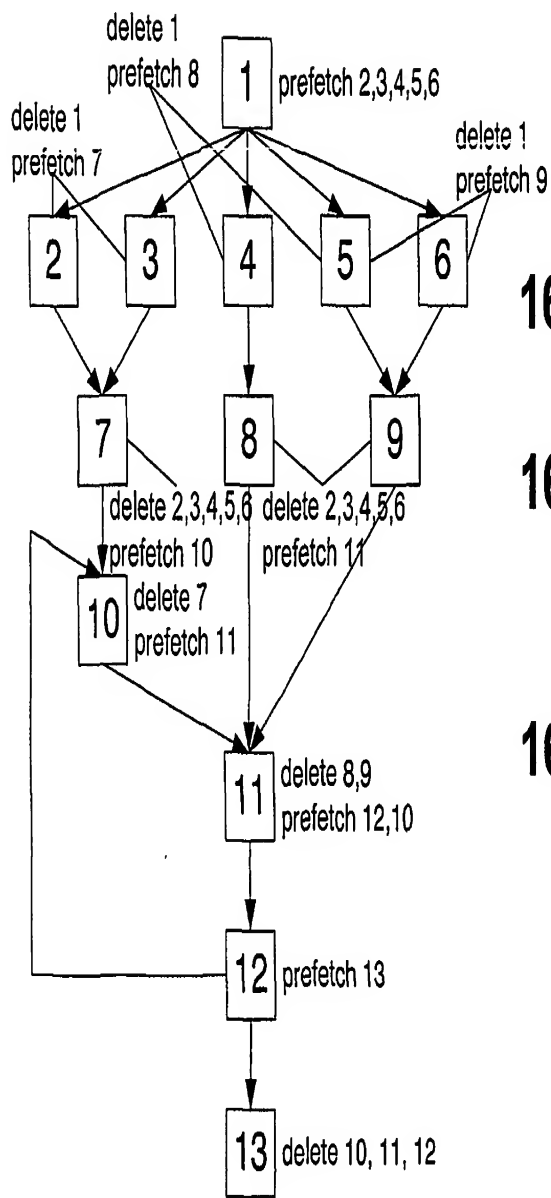 delete 1
prefetch 8
1
prefetch 2,3,4,5,6
delete 1
prefetch 7
delete 1
prefetch 9
2
3
4
5
6
16
7
8
9
16
delete 2,3,4,5,6
prefetch 10
delete 2,3,4,5,6
prefetch 11
10
delete 7
prefetch 11
16
11
delete 8,9
prefetch 12,10
12
prefetch 13
13
delete 10, 11, 12